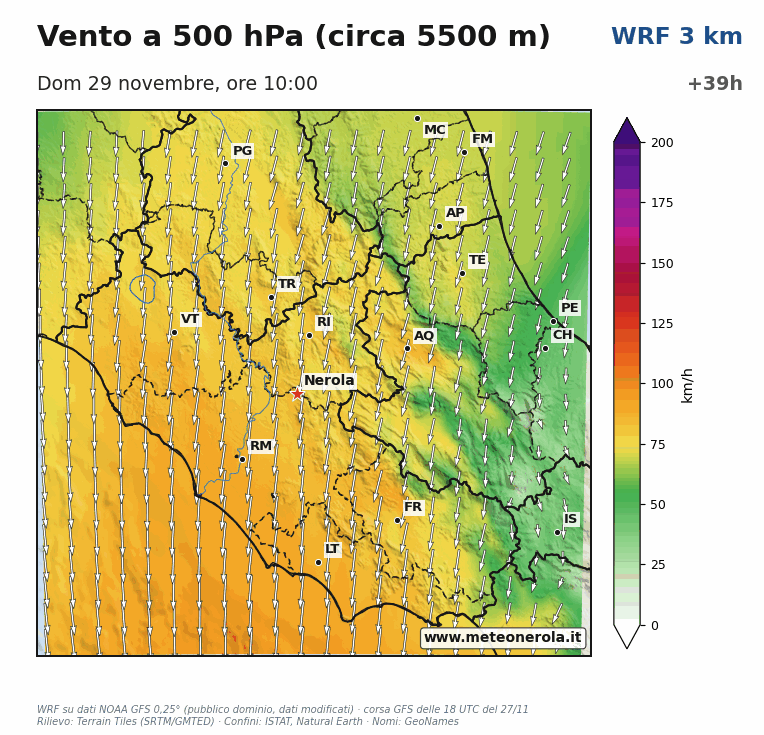 Vento a 500 hPa (circa 5500 m)
WRF 3 km
Dom 29 novembre, ore 10:00
+39h
MC
FM
PG
AP
TE
TR
PE
VT
RI
AQ
CH
Nerola
RM
FR
IS
LT
www.meteonerola.it
200
175
150
125
100
75
50
25
0
km/h
WRF su dati NOAA GFS 0,25° (pubblico dominio, dati modificati) · corsa GFS delle 18 UTC del 27/11
Rilievo: Terrain Tiles (SRTM/GMTED) · Confini: ISTAT, Natural Earth · Nomi: GeoNames